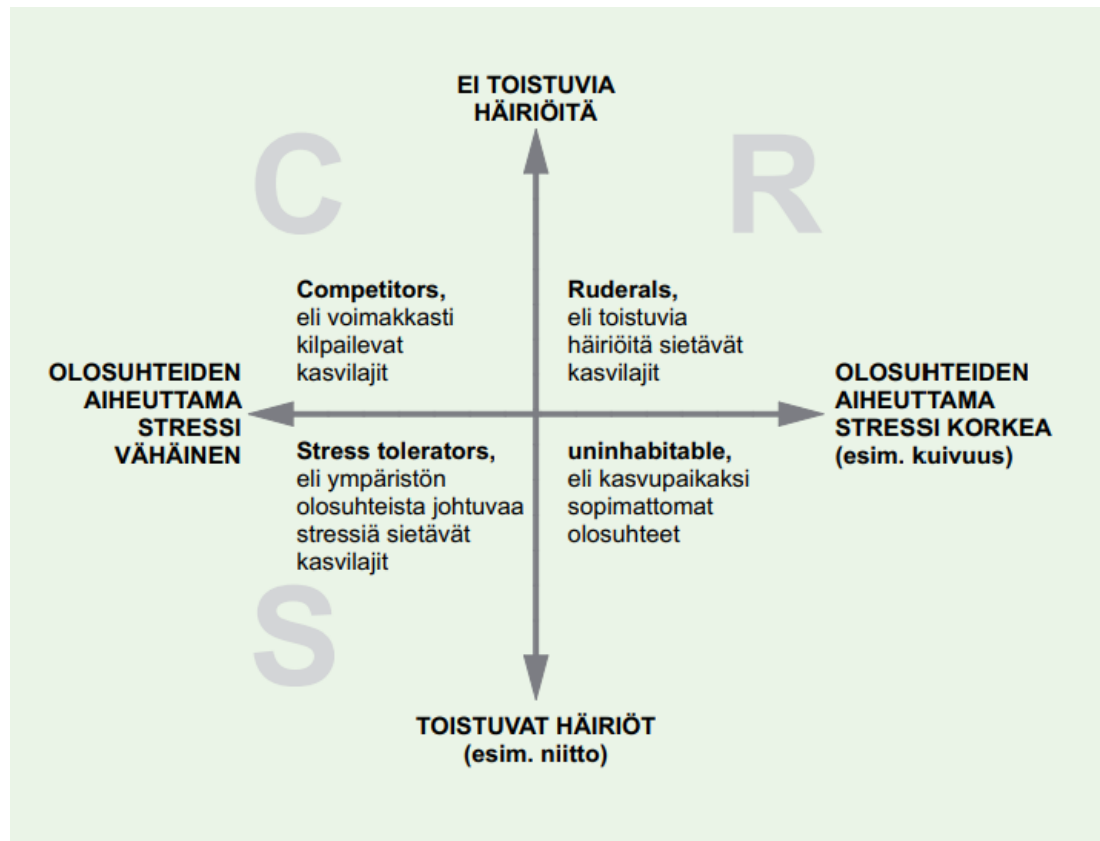 EI TOISTUVIA
HÄIRIÖITÄ
C
R
Competitors,
eli voimakkasti
kilpailevat
kasvilajit
Ruderals,
eli toistuvia
häiriöitä sietävät
kasvilajit
OLOSUHTEIDEN
AIHEUTTAMA
STRESSI
VÄHÄINEN
OLOSUHTEIDEN
AIHEUTTAMA
STRESSI KORKEA
(esim. kuivuus)
Stress tolerators,
eli ympäristön
olosuhteista johtuvaa
stressiä sietävät
kasvilajit
uninhabitable,
eli kasvupaikaksi
sopimattomat
olosuhteet
S
TOISTUVAT HÄIRIÖT
(esim. niitto)